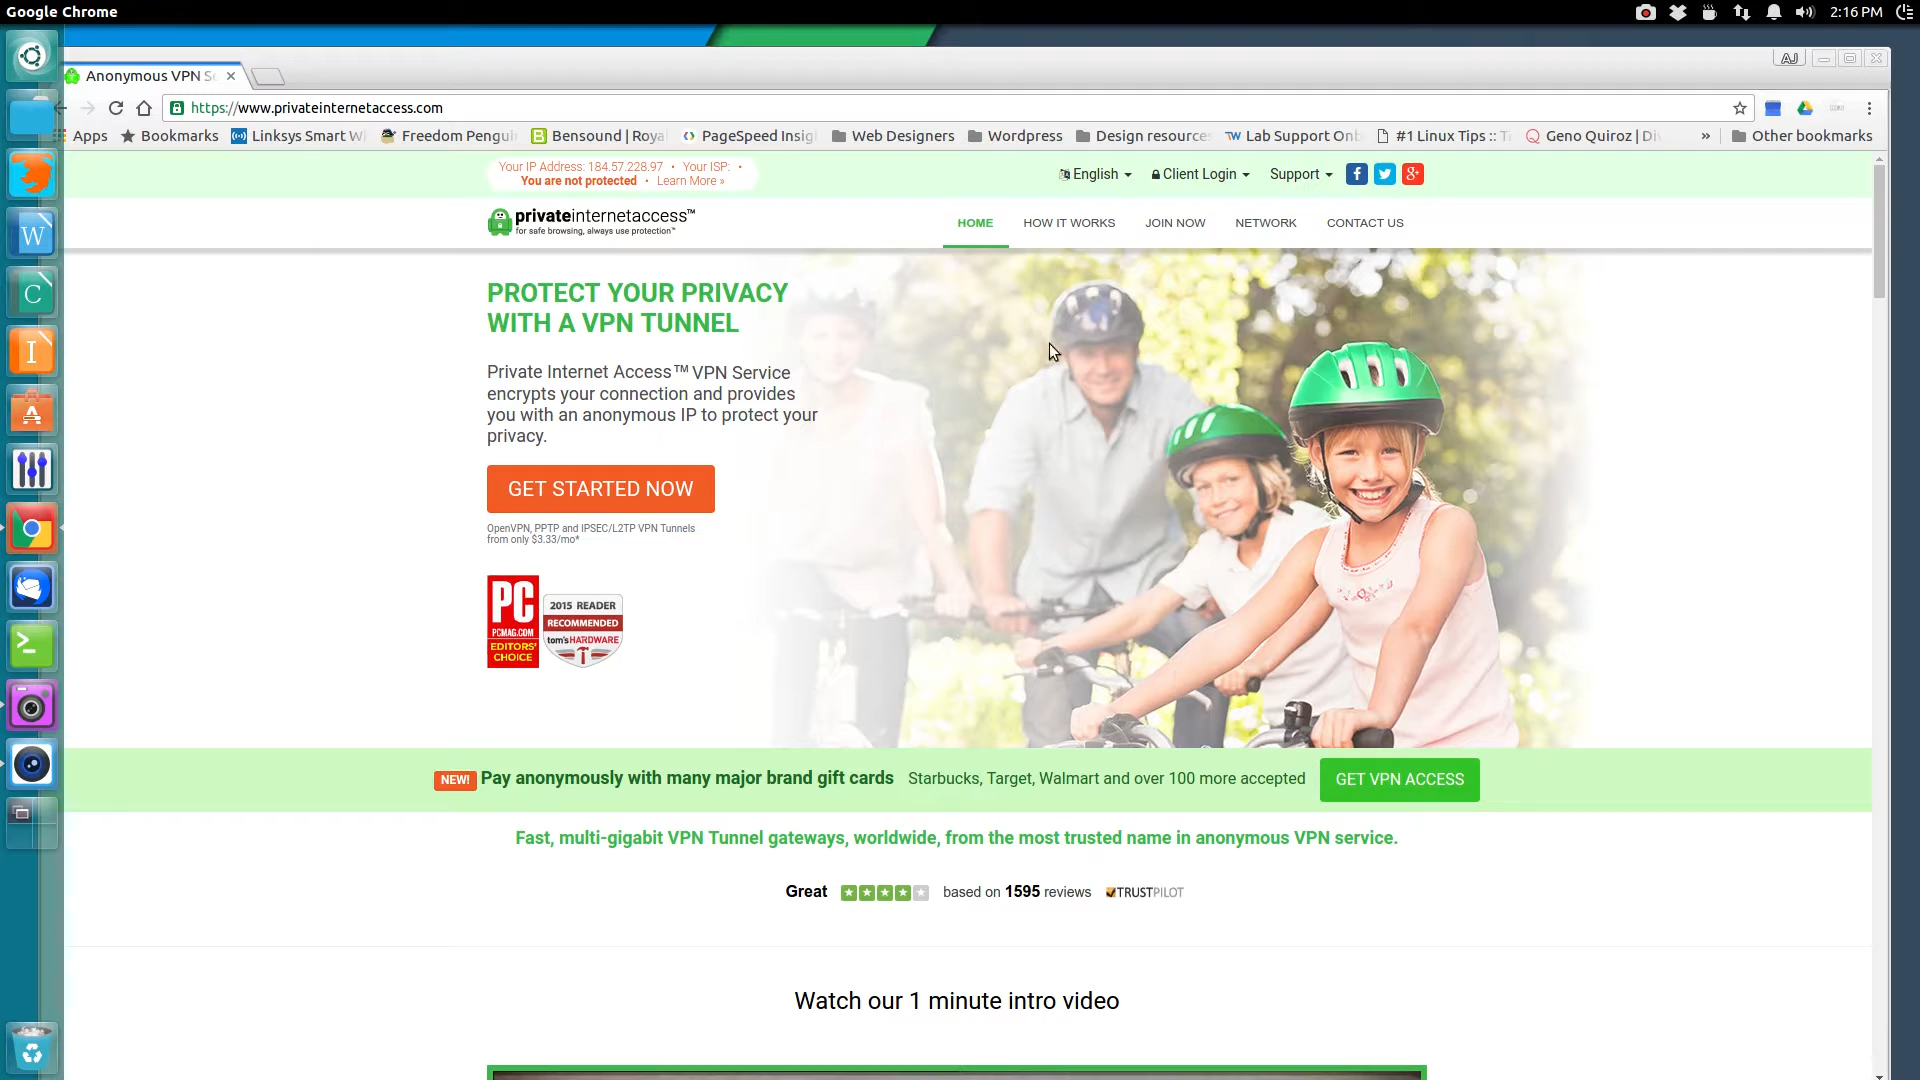 Google Chrome
2:16 PM
Anonymous VPN S
AJ
https://www.privateinternetaccess.com
Apps
Bookmarks
Linksys Smart W
Freedom Pengui
Bensound | Roya
PageSpeed Insig
Web Designers
Wordpress
Design resource
Lab Support Onb
#1 Linux Tips :: T
Geno Quiroz | Di
»
Other bookmarks
Your IP Address: 184.57.228.97 • Your ISP: •
You are not protected • Learn More »
English
Client Login
Support
privateinternetaccess™
for safe browsing, always use protection™
HOME
HOW IT WORKS
JOIN NOW
NETWORK
CONTACT US
PROTECT YOUR PRIVACY
WITH A VPN TUNNEL
Private Internet Access™ VPN Service
encrypts your connection and provides
you with an anonymous IP to protect your
privacy.
GET STARTED NOW
OpenVPN, PPTP and IPSEC/L2TP VPN Tunnels
from only $3.33/mo*
PC
PCMAG.COM
EDITORS'
CHOICE
2015 READER
RECOMMENDED
tom's HARDWARE
NEW! Pay anonymously with many major brand gift cards Starbucks, Target, Walmart and over 100 more accepted
GET VPN ACCESS
Fast, multi-gigabit VPN Tunnel gateways, worldwide, from the most trusted name in anonymous VPN service.
Great based on 1595 reviews TRUSTPILOT
Watch our 1 minute intro video